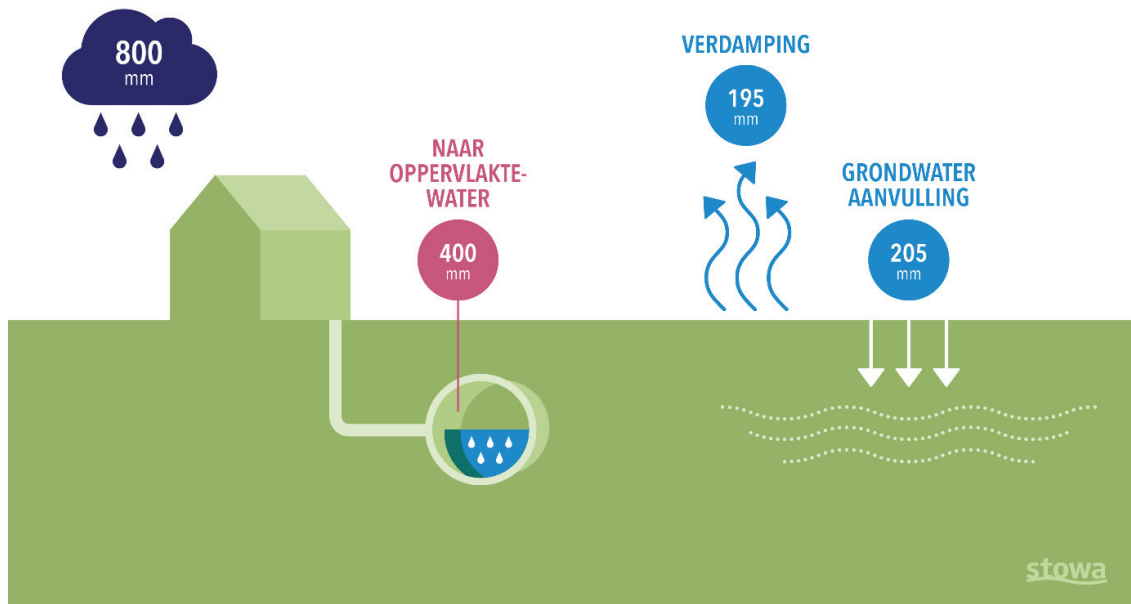 800
mm
NAAR
OPPERVLAKTE-
WATER
400
mm
VERDAMPING
195
mm
GRONDWATER
AANVULLING
205
mm
stowa